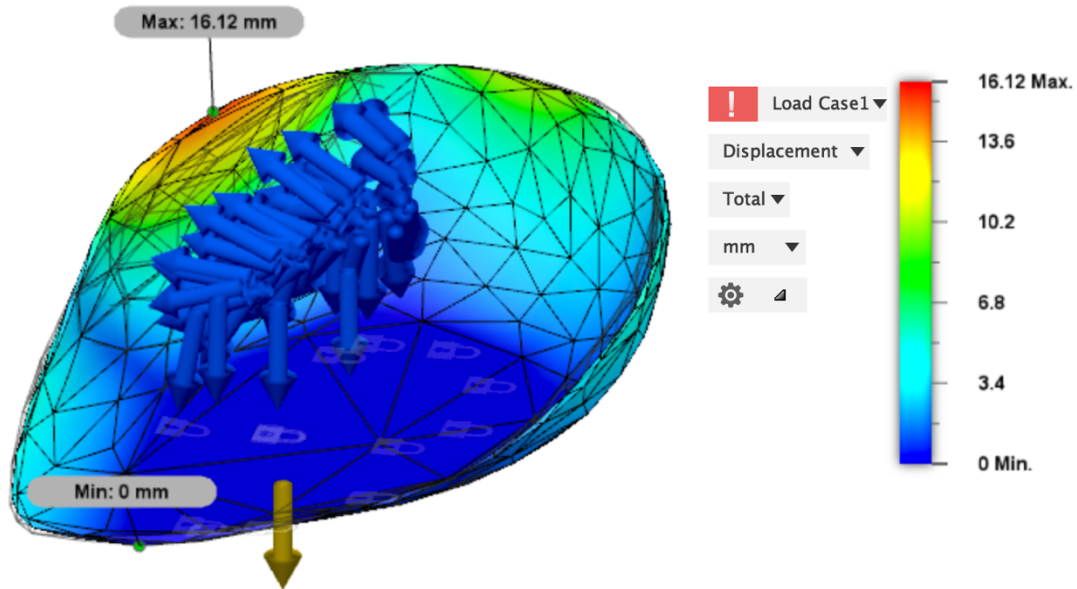 Max: 16.12 mm
Min: 0 mm
!
Load Case1
Displacement
Total
mm
16.12 Max.
13.6
10.2
6.8
3.4
0 Min.